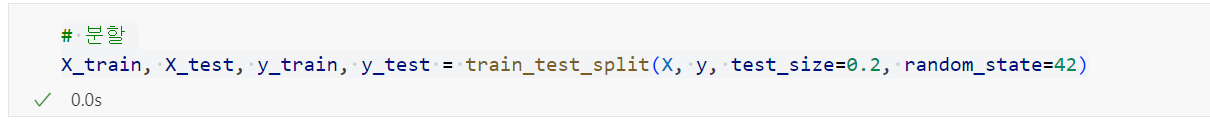 # 분할
X_train, X_test, y_train, y_test = train_test_split(X, y, test_size=0.2, random_state=42)
0.0s